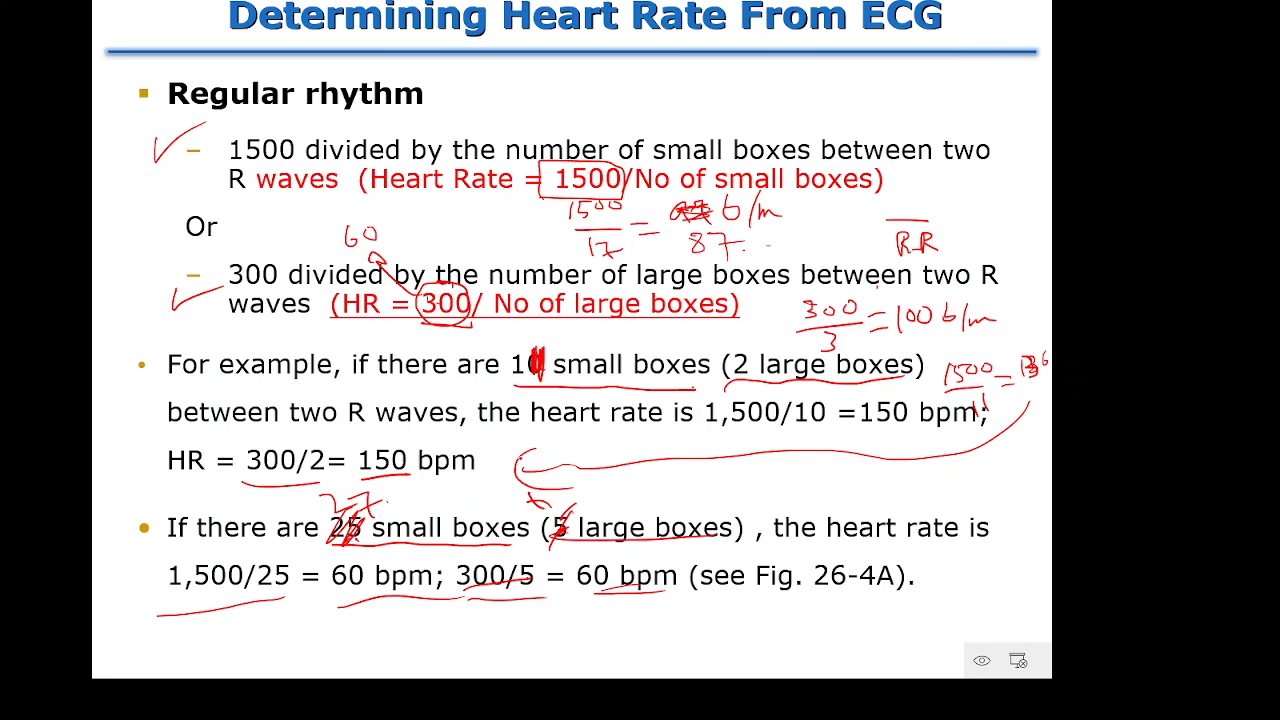 Determining Heart Rate From ECG
▪ Regular rhythm
– 1500 divided by the number of small boxes between two
R waves (Heart Rate = 1500/No of small boxes)
1500/17 = 87 b/m
Or
60
R-R
– 300 divided by the number of large boxes between two R
waves (HR = 300/ No of large boxes)
300/3 = 100 b/m
• For example, if there are 11 small boxes (2 large boxes)
1500/11 = 136
between two R waves, the heart rate is 1,500/10 =150 bpm;
HR = 300/2= 150 bpm
27
• If there are 25 small boxes (5 large boxes) , the heart rate is
1,500/25 = 60 bpm; 300/5 = 60 bpm (see Fig. 26-4A).